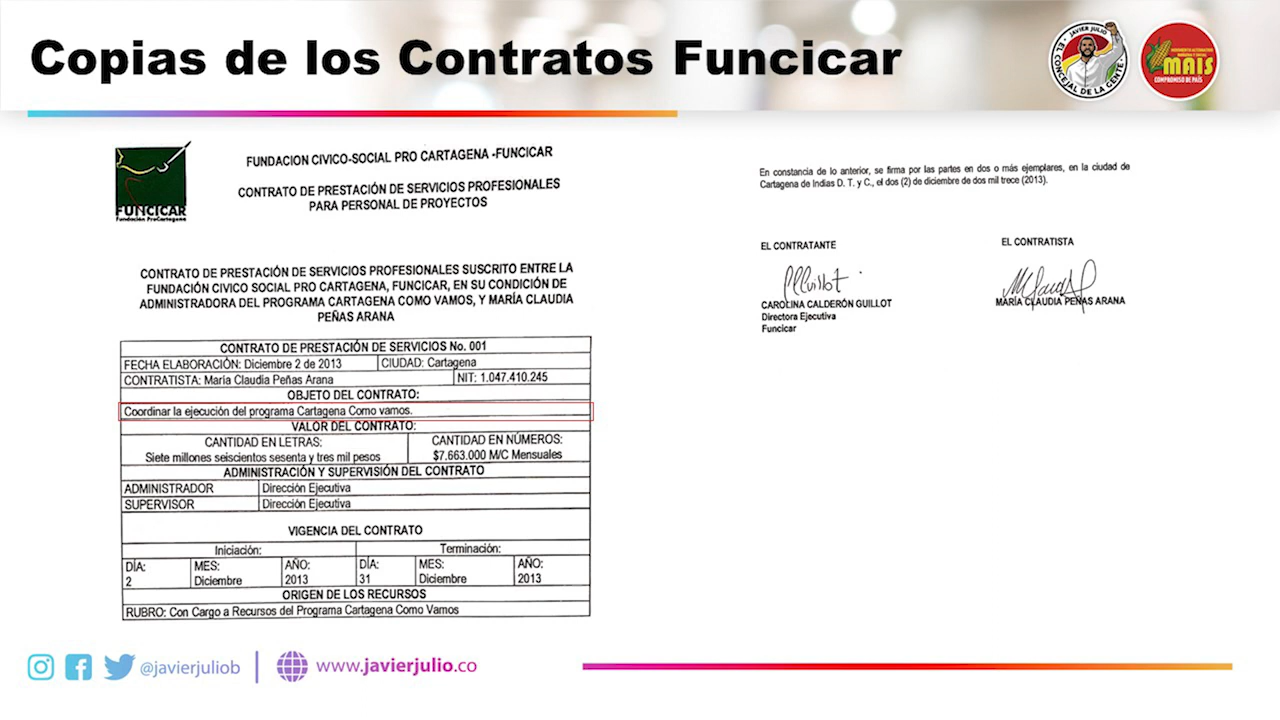 Copias de los Contratos Funcicar
JAVIER JULIO
EL CONCEJAL DE LA GENTE
MOVIMIENTO ALTERNATIVO
INDÍGENA Y SOCIAL
MAIS
COMPROMISO DE PAÍS
FUNCICAR
Fundación ProCartagena
FUNDACION CIVICO-SOCIAL PRO CARTAGENA -FUNCICAR
CONTRATO DE PRESTACIÓN DE SERVICIOS PROFESIONALES
PARA PERSONAL DE PROYECTOS
CONTRATO DE PRESTACIÓN DE SERVICIOS PROFESIONALES SUSCRITO ENTRE LA
FUNDACIÓN CIVICO SOCIAL PRO CARTAGENA, FUNCICAR, EN SU CONDICIÓN DE
ADMINISTRADORA DEL PROGRAMA CARTAGENA COMO VAMOS, Y MARÍA CLAUDIA
PEÑAS ARANA
CONTRATO DE PRESTACIÓN DE SERVICIOS No. 001
FECHA ELABORACIÓN: Diciembre 2 de 2013 CIUDAD: Cartagena
CONTRATISTA: María Claudia Peñas Arana NIT: 1.047.410.245
OBJETO DEL CONTRATO:
Coordinar la ejecución del programa Cartagena Como vamos.
VALOR DEL CONTRATO:
CANTIDAD EN LETRAS: CANTIDAD EN NÚMEROS:
Siete millones seiscientos sesenta y tres mil pesos $7.663.000 M/C Mensuales
ADMINISTRACIÓN Y SUPERVISIÓN DEL CONTRATO
ADMINISTRADOR Dirección Ejecutiva
SUPERVISOR Dirección Ejecutiva
VIGENCIA DEL CONTRATO
Iniciación: Terminación:
DÍA: MES: AÑO: DÍA: MES: AÑO:
2 Diciembre 2013 31 Diciembre 2013
ORIGEN DE LOS RECURSOS
RUBRO: Con Cargo a Recursos del Programa Cartagena Como Vamos
En constancia de lo anterior, se firma por las partes en dos o más ejemplares, en la ciudad de
Cartagena de Indias D. T. y C., el dos (2) de diciembre de dos mil trece (2013).
EL CONTRATANTE EL CONTRATISTA
CAROLINA CALDERÓN GUILLOT MARÍA CLAUDIA PEÑAS ARANA
Directora Ejecutiva
Funcicar
@javierjuliob www.javierjulio.co